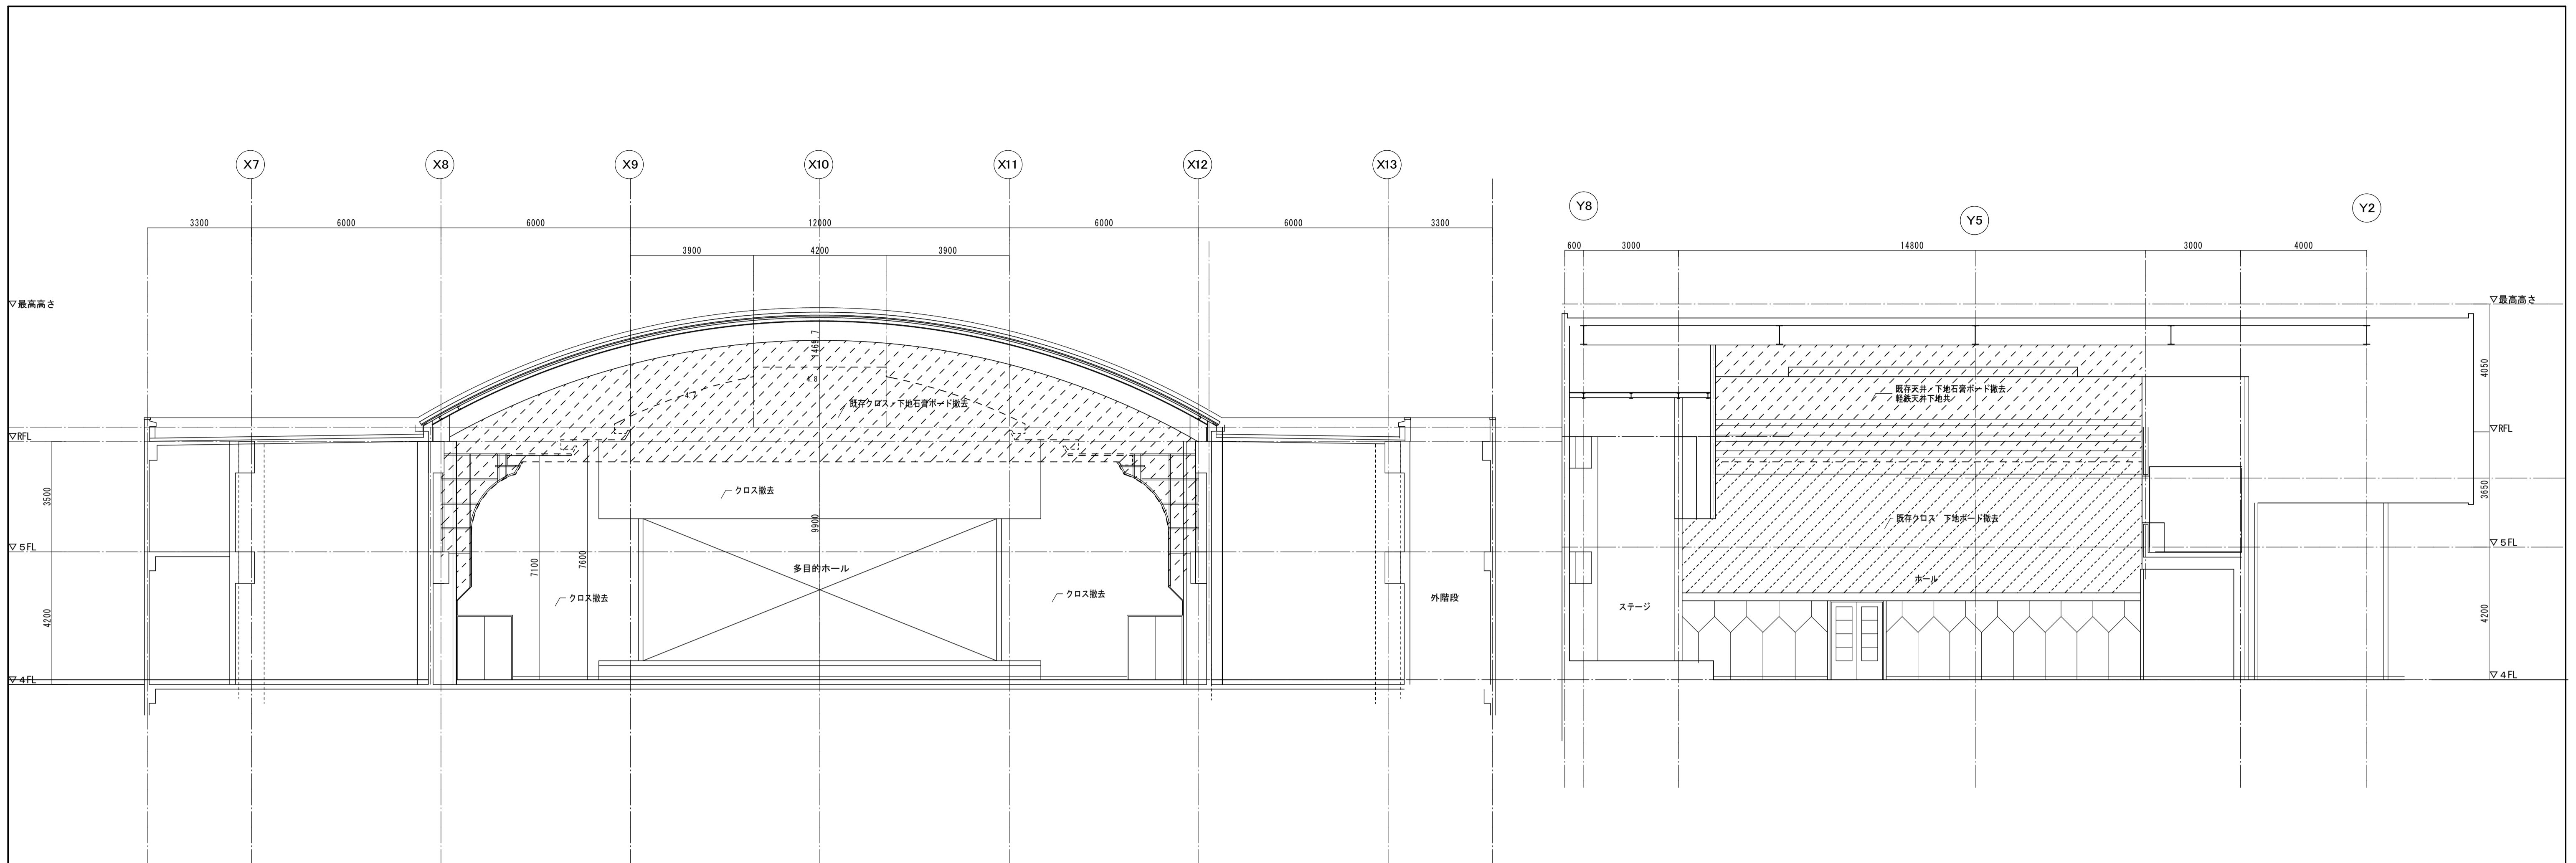 X7
X8
X9
X10
X11
X12
X13
3300
6000
6000
12000
6000
6000
3300
3900
4200
3900
▽最高高さ
▽RFL
▽5FL
▽4FL
3500
4200
既存クロス・下地石膏ボード撤去
クロス撤去
9900
7100
7600
多目的ホール
クロス撤去
クロス撤去
外階段
Y8
Y5
Y2
600
3000
14800
3000
4000
▽最高高さ
4050
既存天井・下地石膏ボード撤去
軽鉄天井下地共
▽RFL
3650
既存クロス 下地ボード撤去
▽5FL
ホール
ステージ
4200
▽4FL